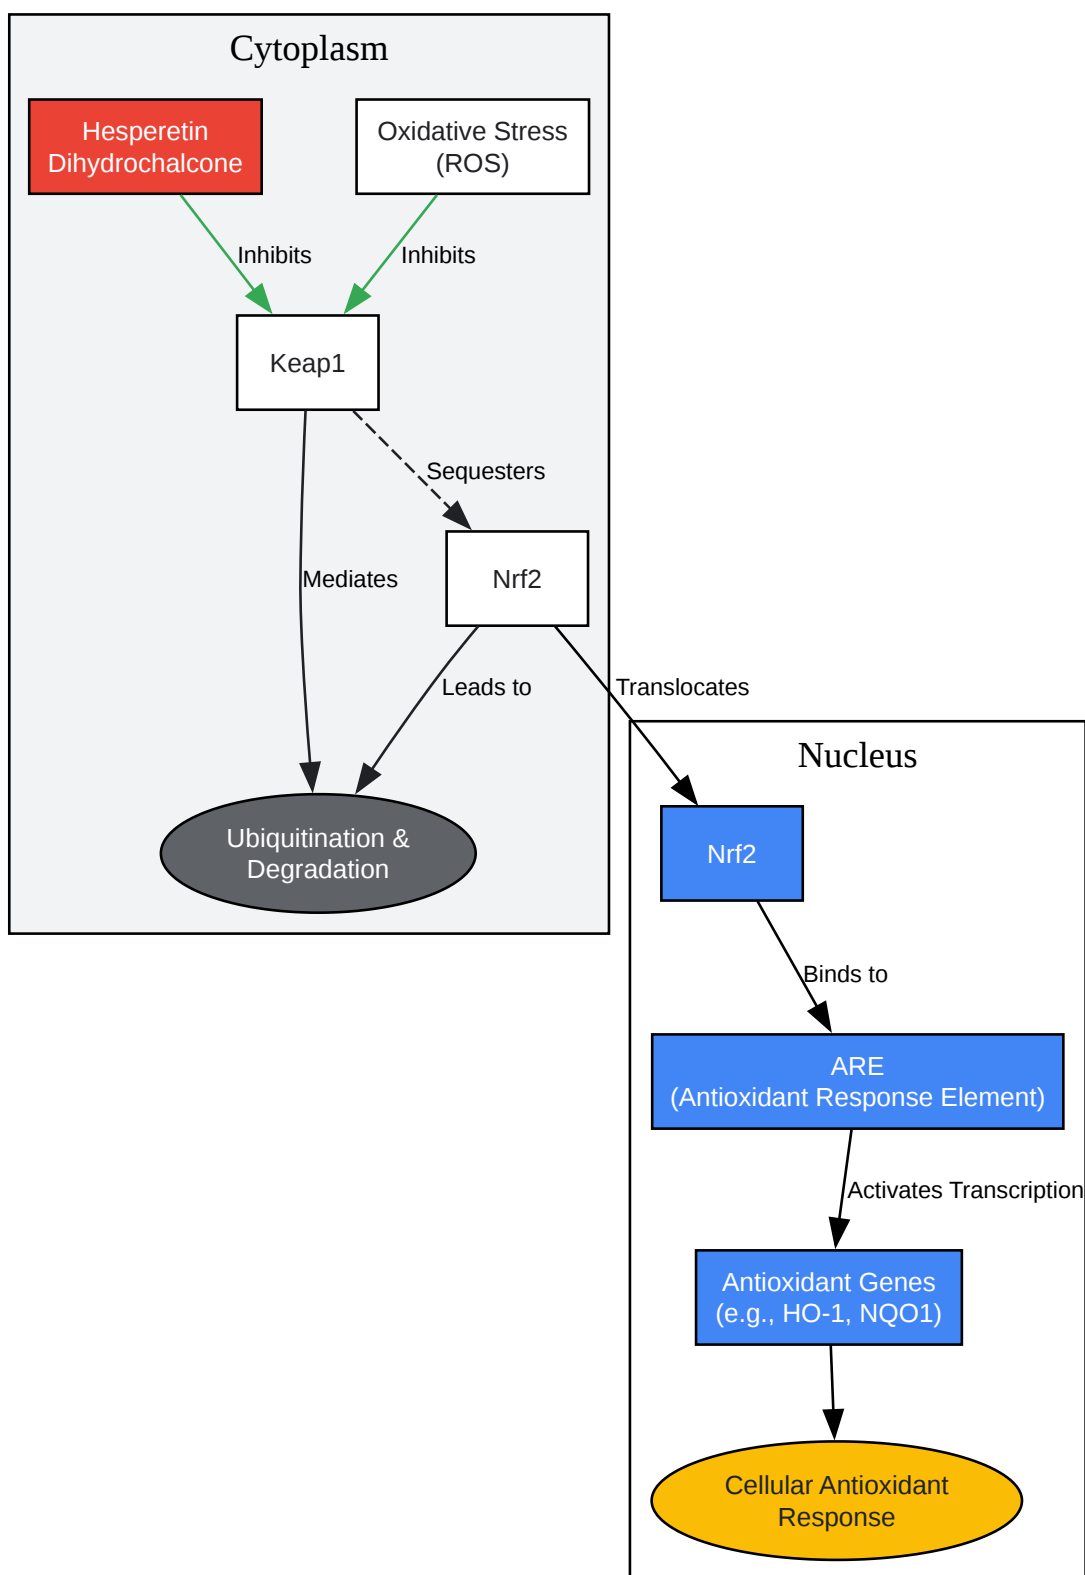 Cytoplasm
Hesperetin
Dihydrochalcone
Oxidative Stress
(ROS)
Inhibits
Inhibits
Keap1
Sequesters
Mediates
Nrf2
Leads to
Translocates
Ubiquitination &
Degradation
Nucleus
Nrf2
Binds to
ARE
(Antioxidant Response Element)
Activates Transcription
Antioxidant Genes
(e.g., HO-1, NQO1)
Cellular Antioxidant
Response